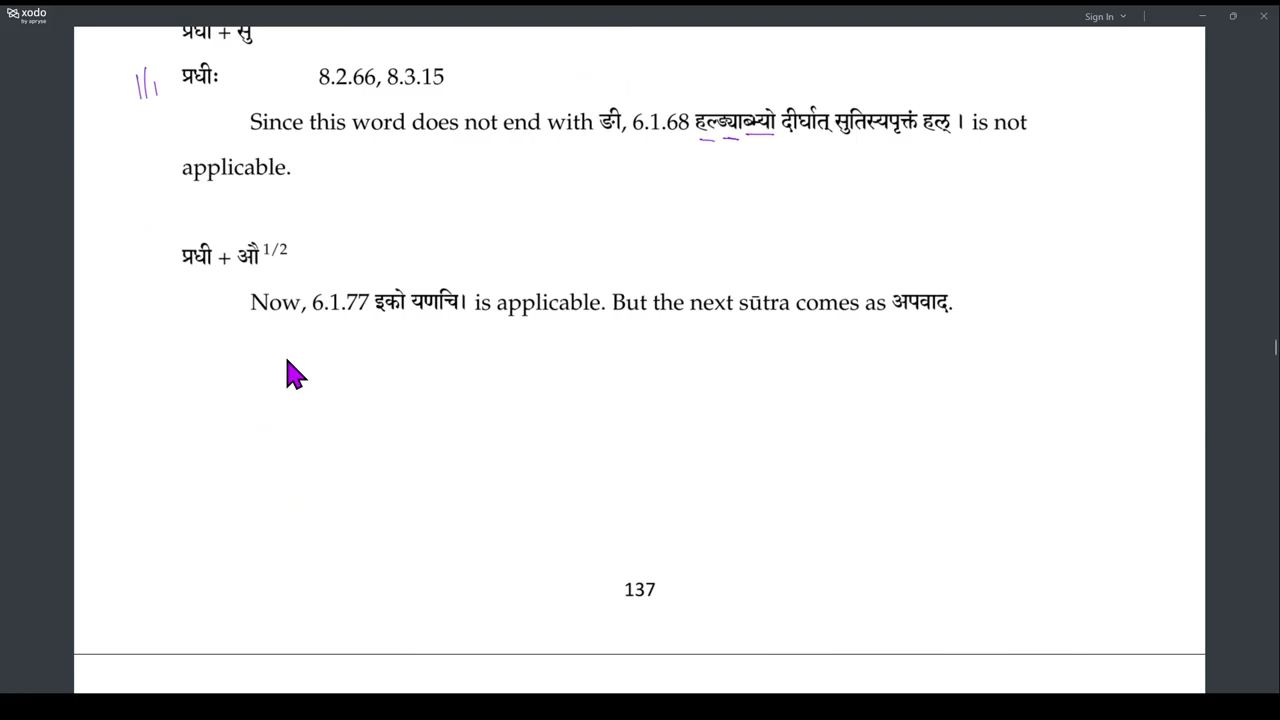 xodo
by apryse
Sign In
प्रधी + सु
प्रधीः 8.2.66, 8.3.15
Since this word does not end with ङी, 6.1.68 हल्ङ्याब्भ्यो दीर्घात् सुतिस्यपृक्तं हल् । is not
applicable.
प्रधी + औ 1/2
Now, 6.1.77 इको यणचि। is applicable. But the next sūtra comes as अपवाद.
137